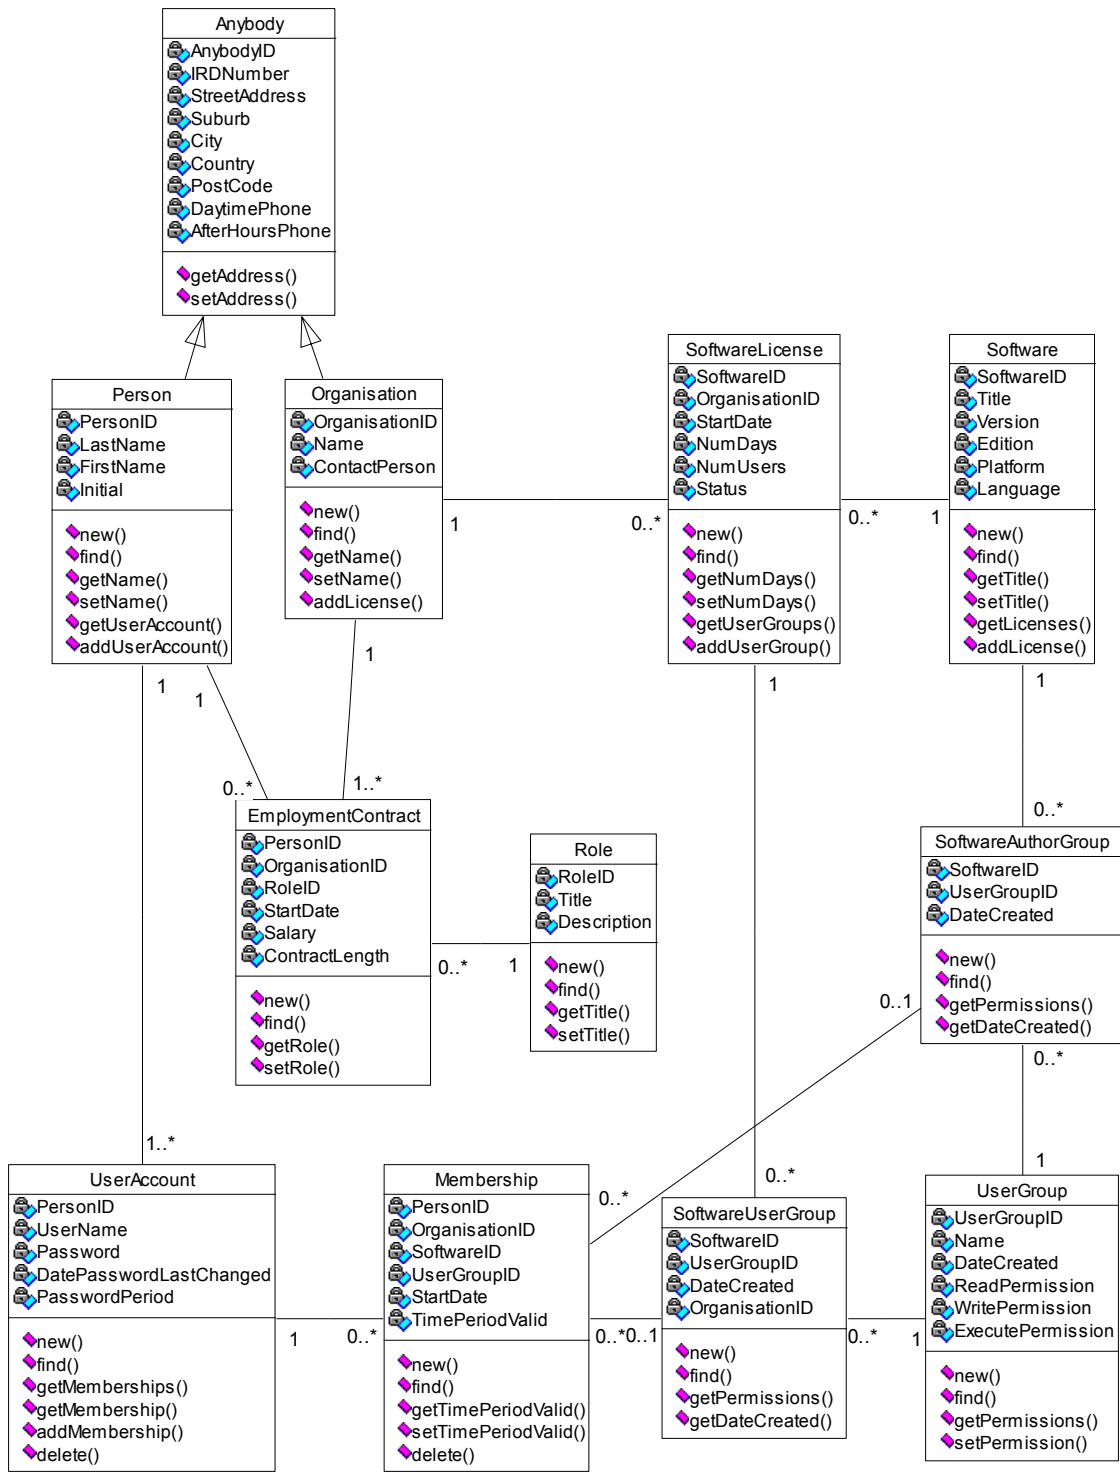 Anybody
AnybodyID
IRDNumber
StreetAddress
Suburb
City
Country
PostCode
DaytimePhone
AfterHoursPhone
getAddress()
setAddress()
Person
PersonID
LastName
FirstName
Initial
new()
find()
getName()
setName()
getUserAccount()
addUserAccount()
Organisation
OrganisationID
Name
ContactPerson
new()
find()
getName()
setName()
addLicense()
SoftwareLicense
SoftwareID
OrganisationID
StartDate
NumDays
NumUsers
Status
new()
find()
getNumDays()
setNumDays()
getUserGroups()
addUserGroup()
Software
SoftwareID
Title
Version
Edition
Platform
Language
new()
find()
getTitle()
setTitle()
getLicenses()
addLicense()
1
0..*
0..*
1
1
1
1
1
1
0..*
1..*
0..*
EmploymentContract
PersonID
OrganisationID
RoleID
StartDate
Salary
ContractLength
new()
find()
getRole()
setRole()
0..*
1
Role
RoleID
Title
Description
new()
find()
getTitle()
setTitle()
SoftwareAuthorGroup
SoftwareID
UserGroupID
DateCreated
new()
find()
getPermissions()
getDateCreated()
0..1
0..*
1..*
0..*
0..*
1
UserAccount
PersonID
UserName
Password
DatePasswordLastChanged
PasswordPeriod
new()
find()
getMemberships()
getMembership()
addMembership()
delete()
1
0..*
Membership
PersonID
OrganisationID
SoftwareID
UserGroupID
StartDate
TimePeriodValid
new()
find()
getTimePeriodValid()
setTimePeriodValid()
delete()
0..*
0..1
SoftwareUserGroup
SoftwareID
UserGroupID
DateCreated
OrganisationID
new()
find()
getPermissions()
getDateCreated()
0..*
1
UserGroup
UserGroupID
Name
DateCreated
ReadPermission
WritePermission
ExecutePermission
new()
find()
getPermissions()
setPermission()